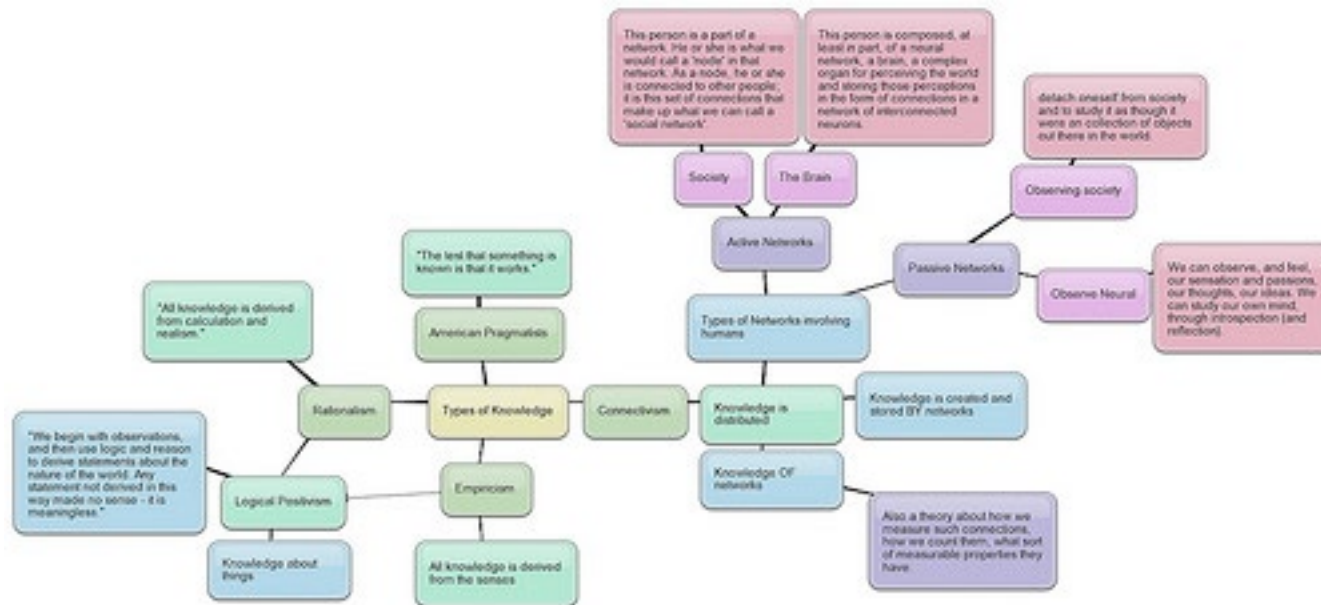 This person is a part of a
network. He or she is what we
would call a 'node' in that
network. As a node, he or she
is connected to other people;
it is this set of connections that
make up what we can call a
'social network'.
This person is composed, at
least in part, of a neural
network, a brain, a complex
organ for perceiving the world
and storing those perceptions
in the form of connections in a
network of interconnected
neurons.
detach oneself from society
and to study it as though it
were an collection of objects
out there in the world.
Society
The Brain
Observing society
Active Networks
Passive Networks
Observe Neural
We can observe, and feel,
our sensation and passions,
our thoughts, our ideas. We
can study our own mind,
through introspection (and
reflection).
"The test that something is
known is that it works."
"All knowledge is derived
from calculation and
realism."
American Pragmatists
Types of Networks involving
humans
Rationalism
Types of Knowledge
Connectivism
Knowledge is
distributed
Knowledge is created and
stored BY networks
"We begin with observations,
and then use logic and reason
to derive statements about the
nature of the world. Any
statement not derived in this
way made no sense - it is
meaningless."
Logical Positivism
Empiricism
Knowledge OF
networks
Knowledge about
things
All knowledge is derived
from the senses
Also a theory about how we
measure such connections,
how we count them, what sort
of measurable properties they
have.